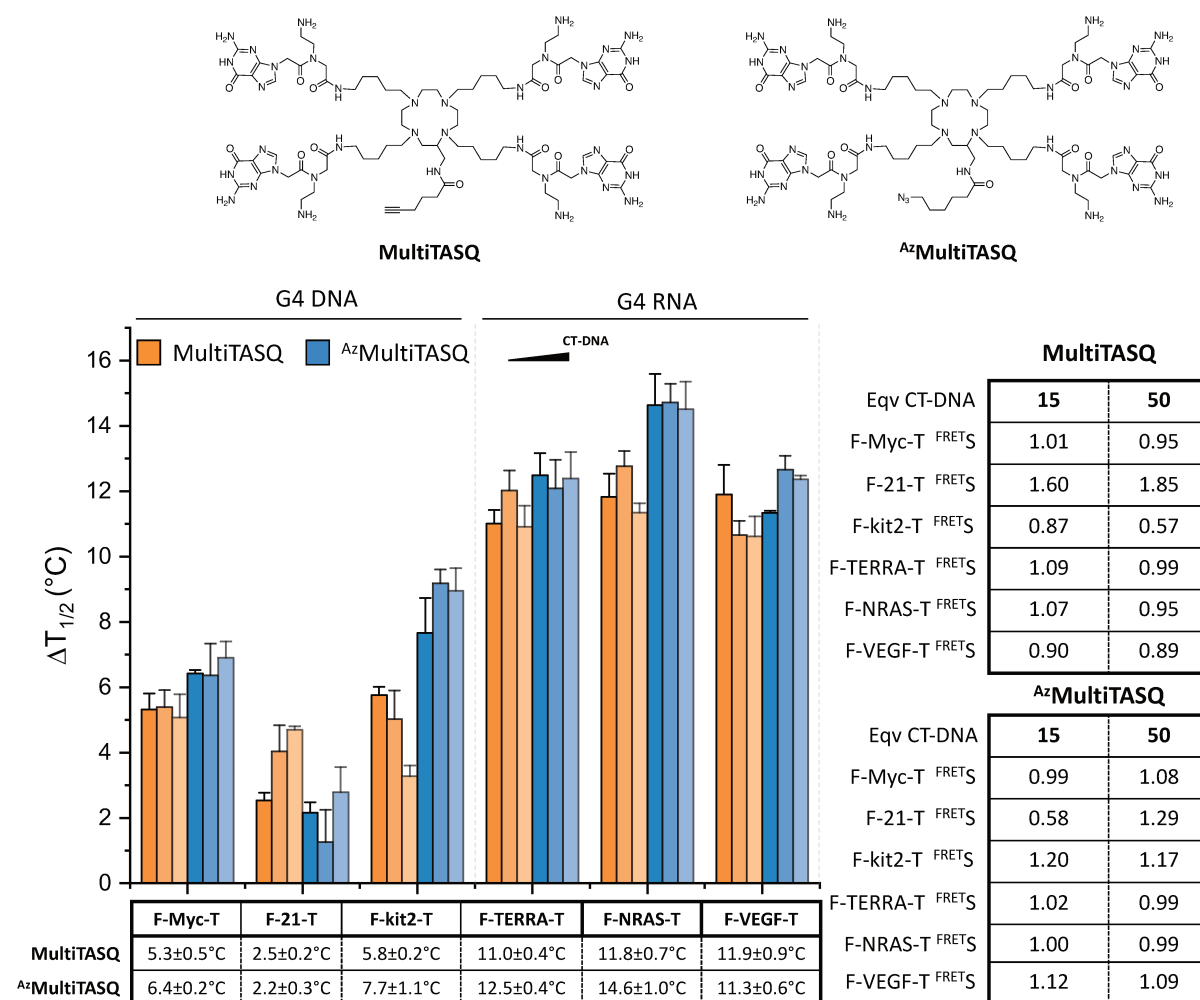 MultiTASQ
AzMultiTASQ
G4 DNA
G4 RNA
MultiTASQ
AzMultiTASQ
CT-DNA
16
14
12
10
8
6
4
2
0
ΔT1/2 (°C)
F-Myc-T F-21-T F-kit2-T F-TERRA-T F-NRAS-T F-VEGF-T
MultiTASQ 5.3±0.5°C 2.5±0.2°C 5.8±0.2°C 11.0±0.4°C 11.8±0.7°C 11.9±0.9°C
AzMultiTASQ 6.4±0.2°C 2.2±0.3°C 7.7±1.1°C 12.5±0.4°C 14.6±1.0°C 11.3±0.6°C
MultiTASQ
Eqv CT-DNA 15 50
F-Myc-T FRETS 1.01 0.95
F-21-T FRETS 1.60 1.85
F-kit2-T FRETS 0.87 0.57
F-TERRA-T FRETS 1.09 0.99
F-NRAS-T FRETS 1.07 0.95
F-VEGF-T FRETS 0.90 0.89
AzMultiTASQ
Eqv CT-DNA 15 50
F-Myc-T FRETS 0.99 1.08
F-21-T FRETS 0.58 1.29
F-kit2-T FRETS 1.20 1.17
F-TERRA-T FRETS 1.02 0.99
F-NRAS-T FRETS 1.00 0.99
F-VEGF-T FRETS 1.12 1.09